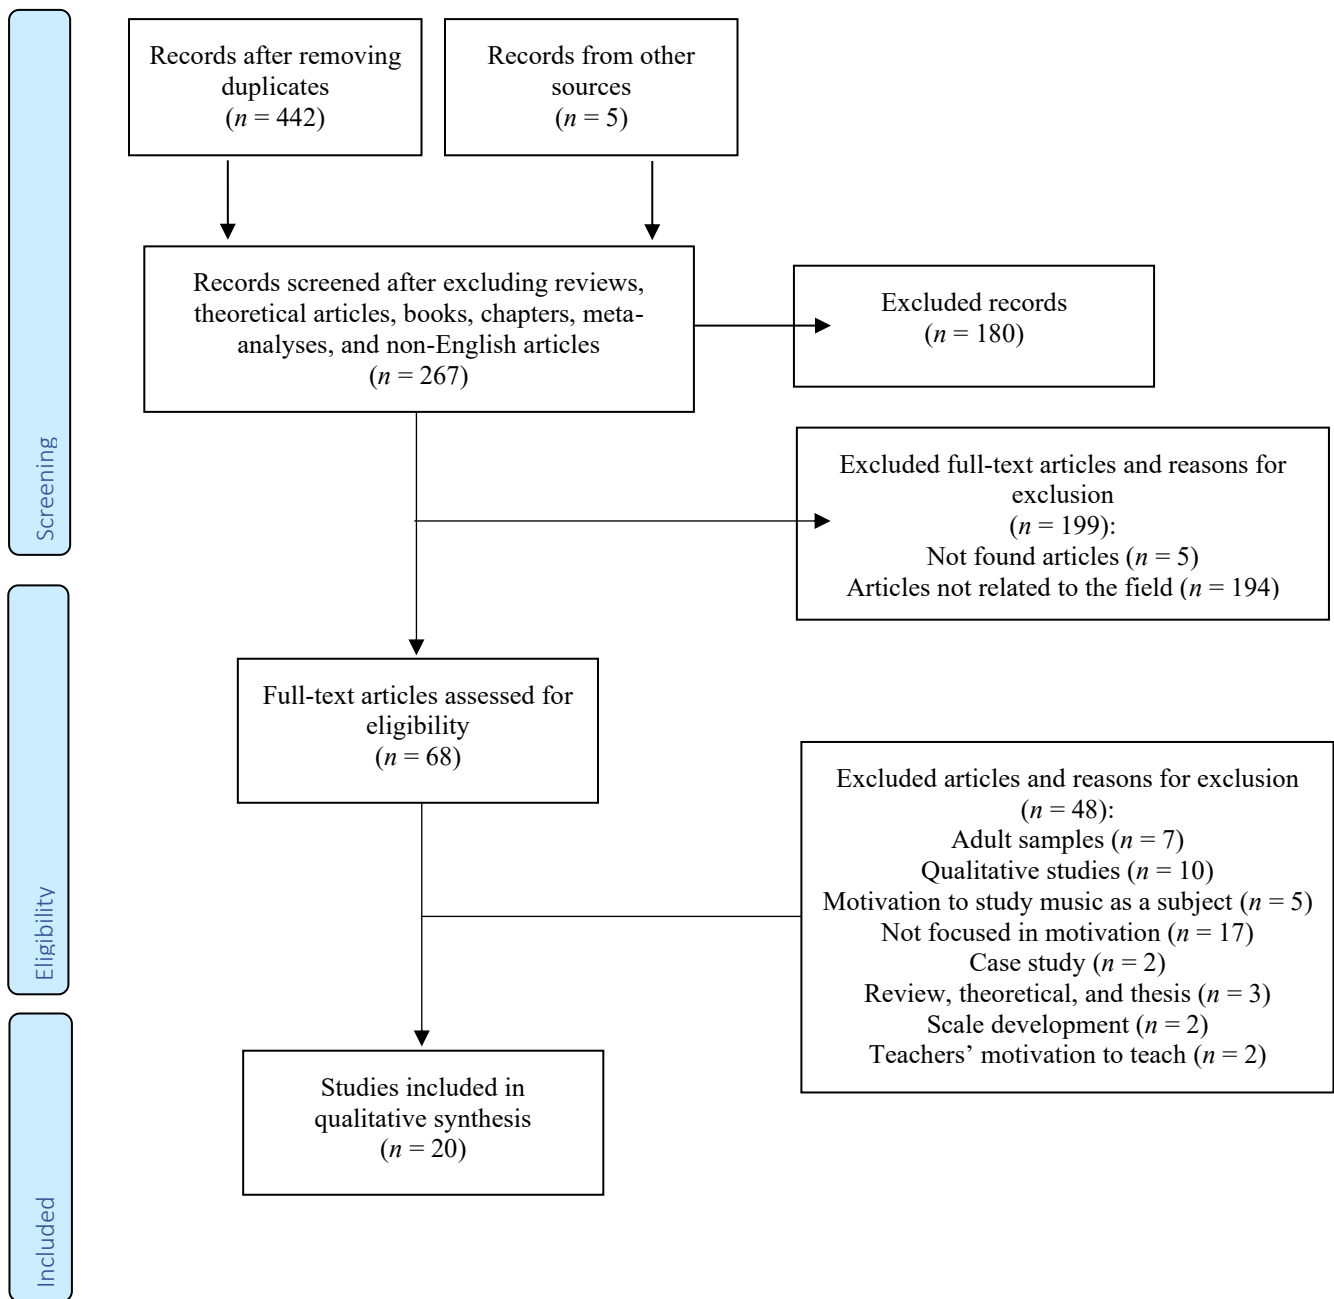 Records after removing
duplicates
(n = 442)
Records from other
sources
(n = 5)
Records screened after excluding reviews,
theoretical articles, books, chapters, meta-
analyses, and non-English articles
(n = 267)
Excluded records
(n = 180)
Screening
Excluded full-text articles and reasons for
exclusion
(n = 199):
Not found articles (n = 5)
Articles not related to the field (n = 194)
Full-text articles assessed for
eligibility
(n = 68)
Eligibility
Excluded articles and reasons for exclusion
(n = 48):
Adult samples (n = 7)
Qualitative studies (n = 10)
Motivation to study music as a subject (n = 5)
Not focused in motivation (n = 17)
Case study (n = 2)
Review, theoretical, and thesis (n = 3)
Scale development (n = 2)
Teachers’ motivation to teach (n = 2)
Studies included in
qualitative synthesis
(n = 20)
Included